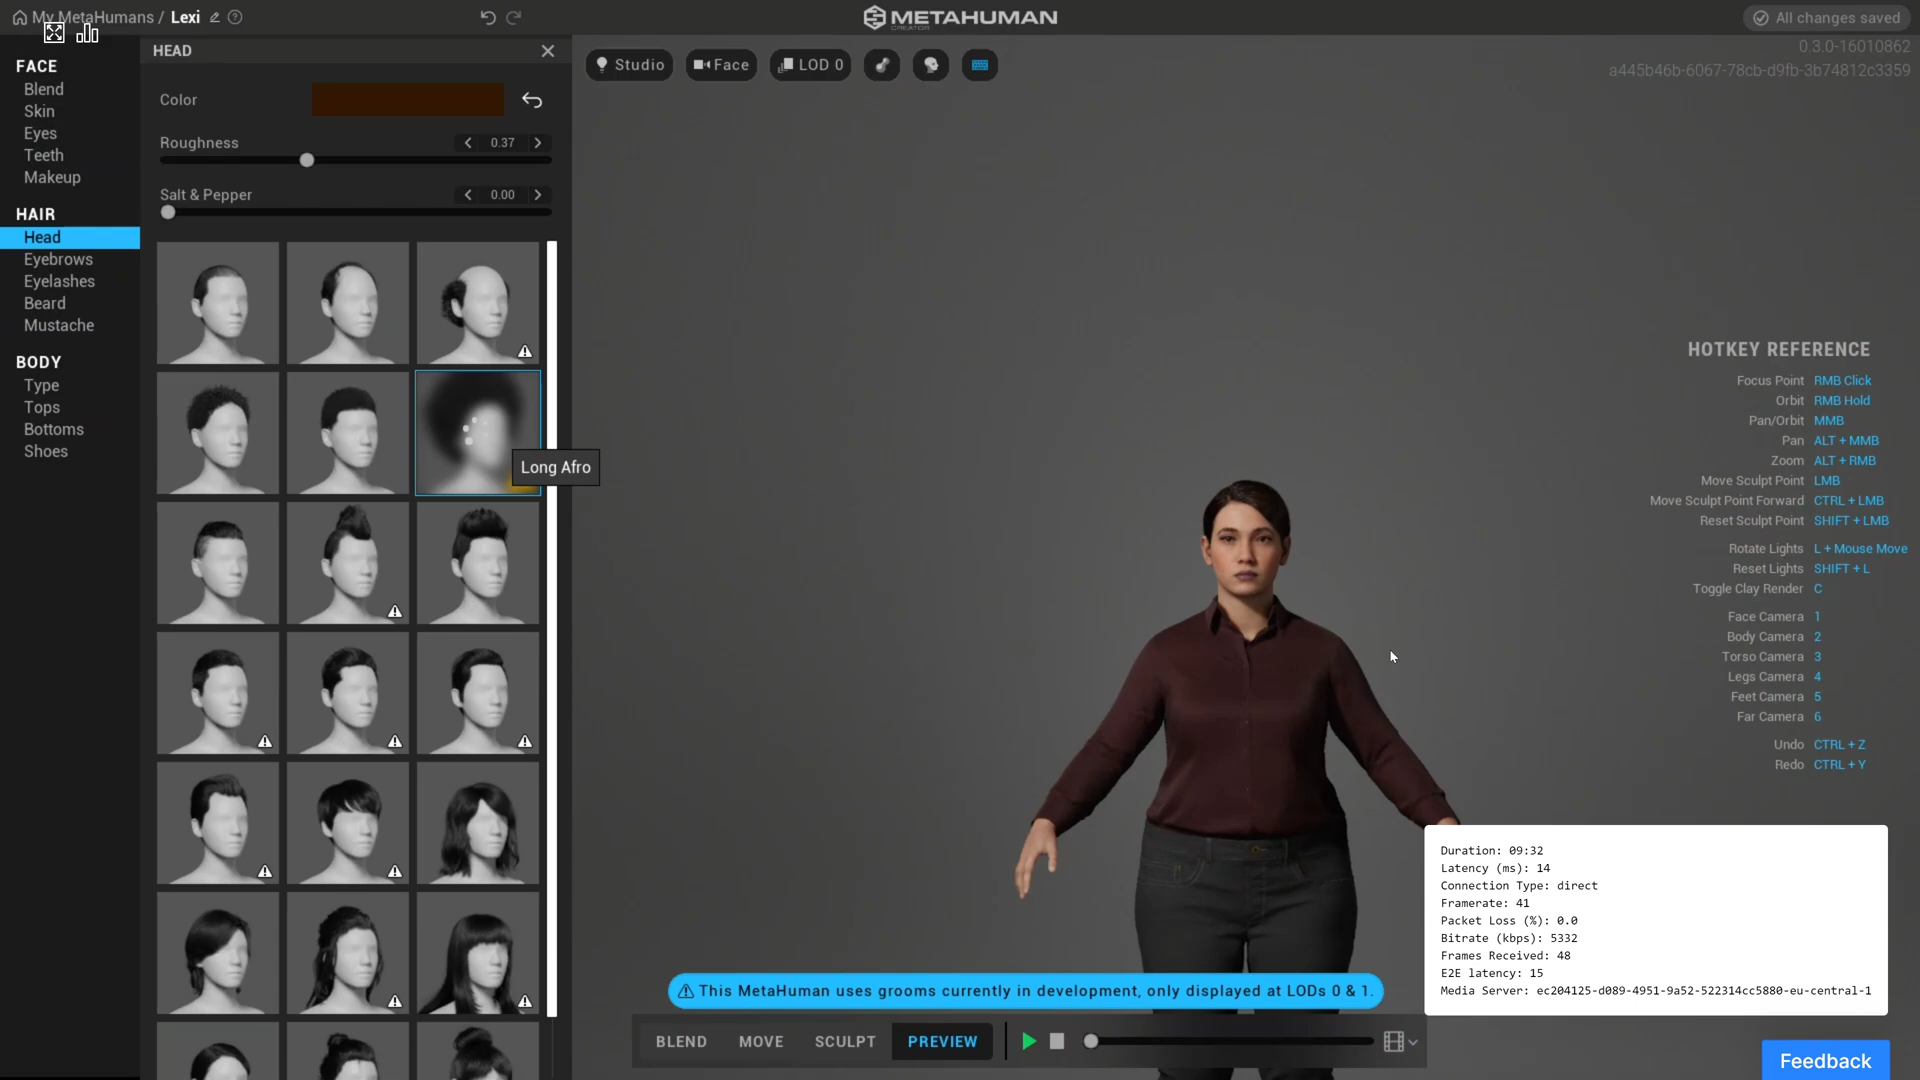 My MetaHumans / Lexi
METAHUMAN
CREATOR
All changes saved
0.3.0-16010862
a445b46b-6067-78cb-d9fb-3b74812c3359
FACE
Blend
Skin
Eyes
Teeth
Makeup
HAIR
Head
Eyebrows
Eyelashes
Beard
Mustache
BODY
Type
Tops
Bottoms
Shoes
HEAD
Color
Roughness
0.37
Salt & Pepper
0.00
Long Afro
Studio
Face
LOD 0
HOTKEY REFERENCE
Focus Point RMB Click
Orbit RMB Hold
Pan/Orbit MMB
Pan ALT + MMB
Zoom ALT + RMB
Move Sculpt Point LMB
Move Sculpt Point Forward CTRL + LMB
Reset Sculpt Point SHIFT + LMB
Rotate Lights L + Mouse Move
Reset Lights SHIFT + L
Toggle Clay Render C
Face Camera 1
Body Camera 2
Torso Camera 3
Legs Camera 4
Feet Camera 5
Far Camera 6
Undo CTRL + Z
Redo CTRL + Y
Duration: 09:32
Latency (ms): 14
Connection Type: direct
Framerate: 41
Packet Loss (%): 0.0
Bitrate (kbps): 5332
Frames Received: 48
E2E latency: 15
Media Server: ec204125-d089-4951-9a52-522314cc5880-eu-central-1
This MetaHuman uses grooms currently in development, only displayed at LODs 0 & 1.
BLEND
MOVE
SCULPT
PREVIEW
Feedback